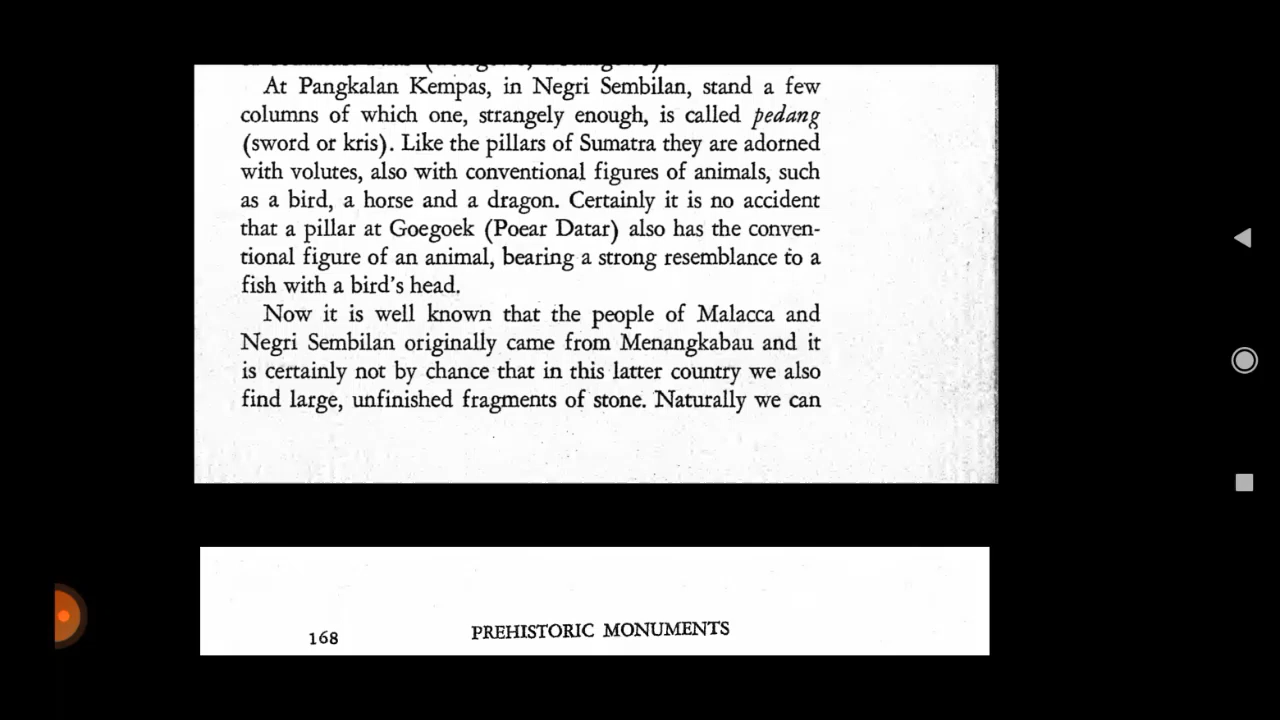 At Pangkalan Kempas, in Negri Sembilan, stand a few
columns of which one, strangely enough, is called pedang
(sword or kris). Like the pillars of Sumatra they are adorned
with volutes, also with conventional figures of animals, such
as a bird, a horse and a dragon. Certainly it is no accident
that a pillar at Goegoek (Poear Datar) also has the conven-
tional figure of an animal, bearing a strong resemblance to a
fish with a bird's head.
Now it is well known that the people of Malacca and
Negri Sembilan originally came from Menangkabau and it
is certainly not by chance that in this latter country we also
find large, unfinished fragments of stone. Naturally we can
168 PREHISTORIC MONUMENTS